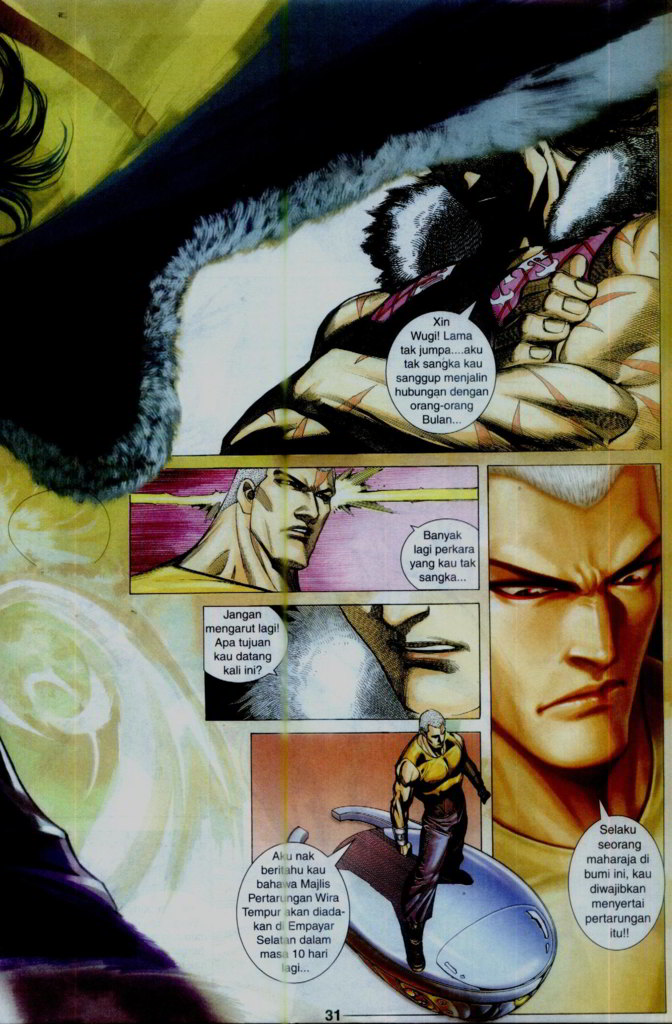 Xin
Wugi! Lama
tak jumpa....aku
tak sangka kau
sanggup menjalin
hubungan dengan
orang-orang
Bulan...
Banyak
lagi perkara
yang kau tak
sangka...
Jangan
mengarut lagi!
Apa tujuan
kau datang
kali ini?
Aku nak
beritahu kau
bahawa Majlis
Pertarungan Wira
Tempur akan diada-
kan di Empayar
Selatan dalam
masa 10 hari
lagi...
Selaku
seorang
maharaja di
bumi ini, kau
diwajibkan
menyertai
pertarungan
itu!!
31